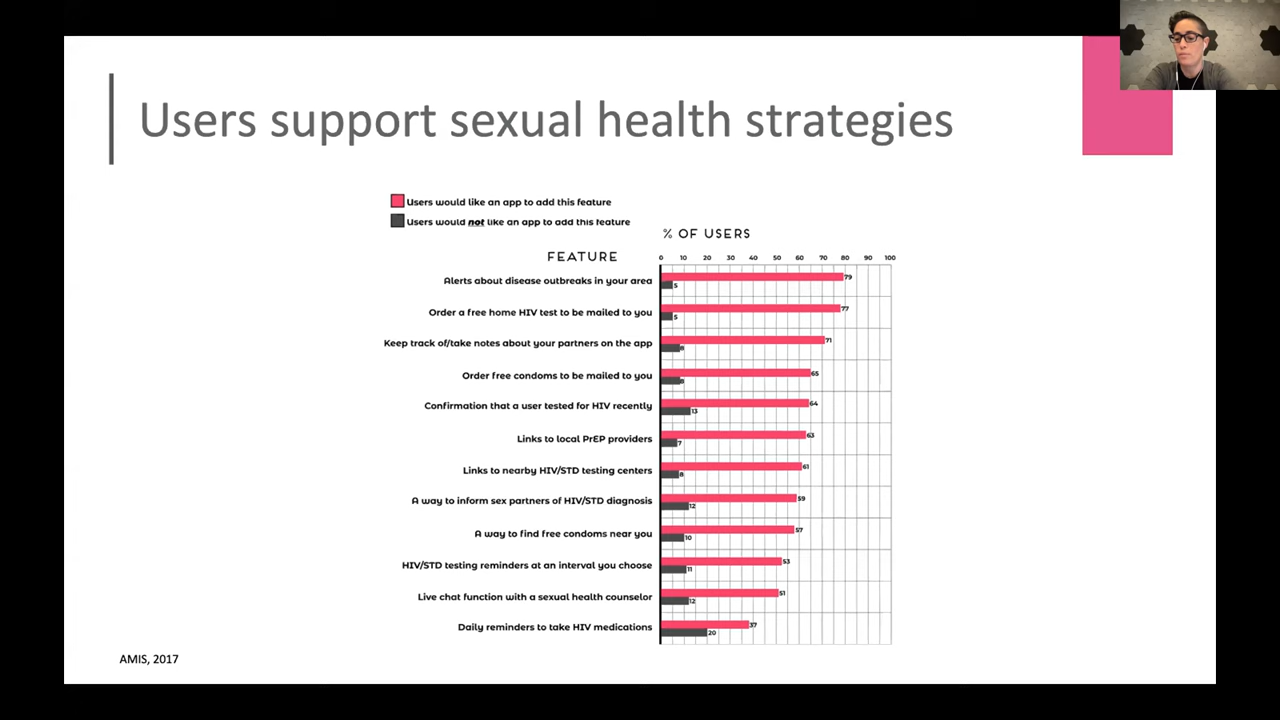 Users support sexual health strategies
Users would like an app to add this feature
Users would not like an app to add this feature
% OF USERS
FEATURE
0 10 20 30 40 50 60 70 80 90 100
Alerts about disease outbreaks in your area 79
5
Order a free home HIV test to be mailed to you 77
5
Keep track of/take notes about your partners on the app 71
8
Order free condoms to be mailed to you 65
8
Confirmation that a user tested for HIV recently 64
13
Links to local PrEP providers 63
7
Links to nearby HIV/STD testing centers 61
8
A way to inform sex partners of HIV/STD diagnosis 59
12
A way to find free condoms near you 57
10
HIV/STD testing reminders at an interval you choose 53
11
Live chat function with a sexual health counselor 51
12
Daily reminders to take HIV medications 37
20
AMIS, 2017